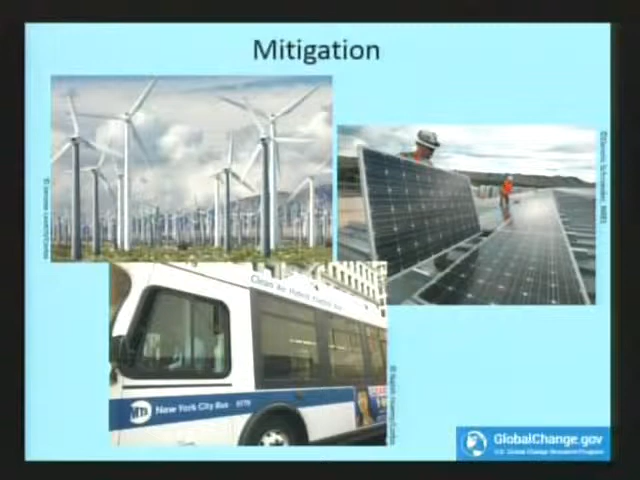 Mitigation
Clean Air Hybrid Electric Bus
MTA New York City Bus
GlobalChange.gov
U.S. Global Change Research Program